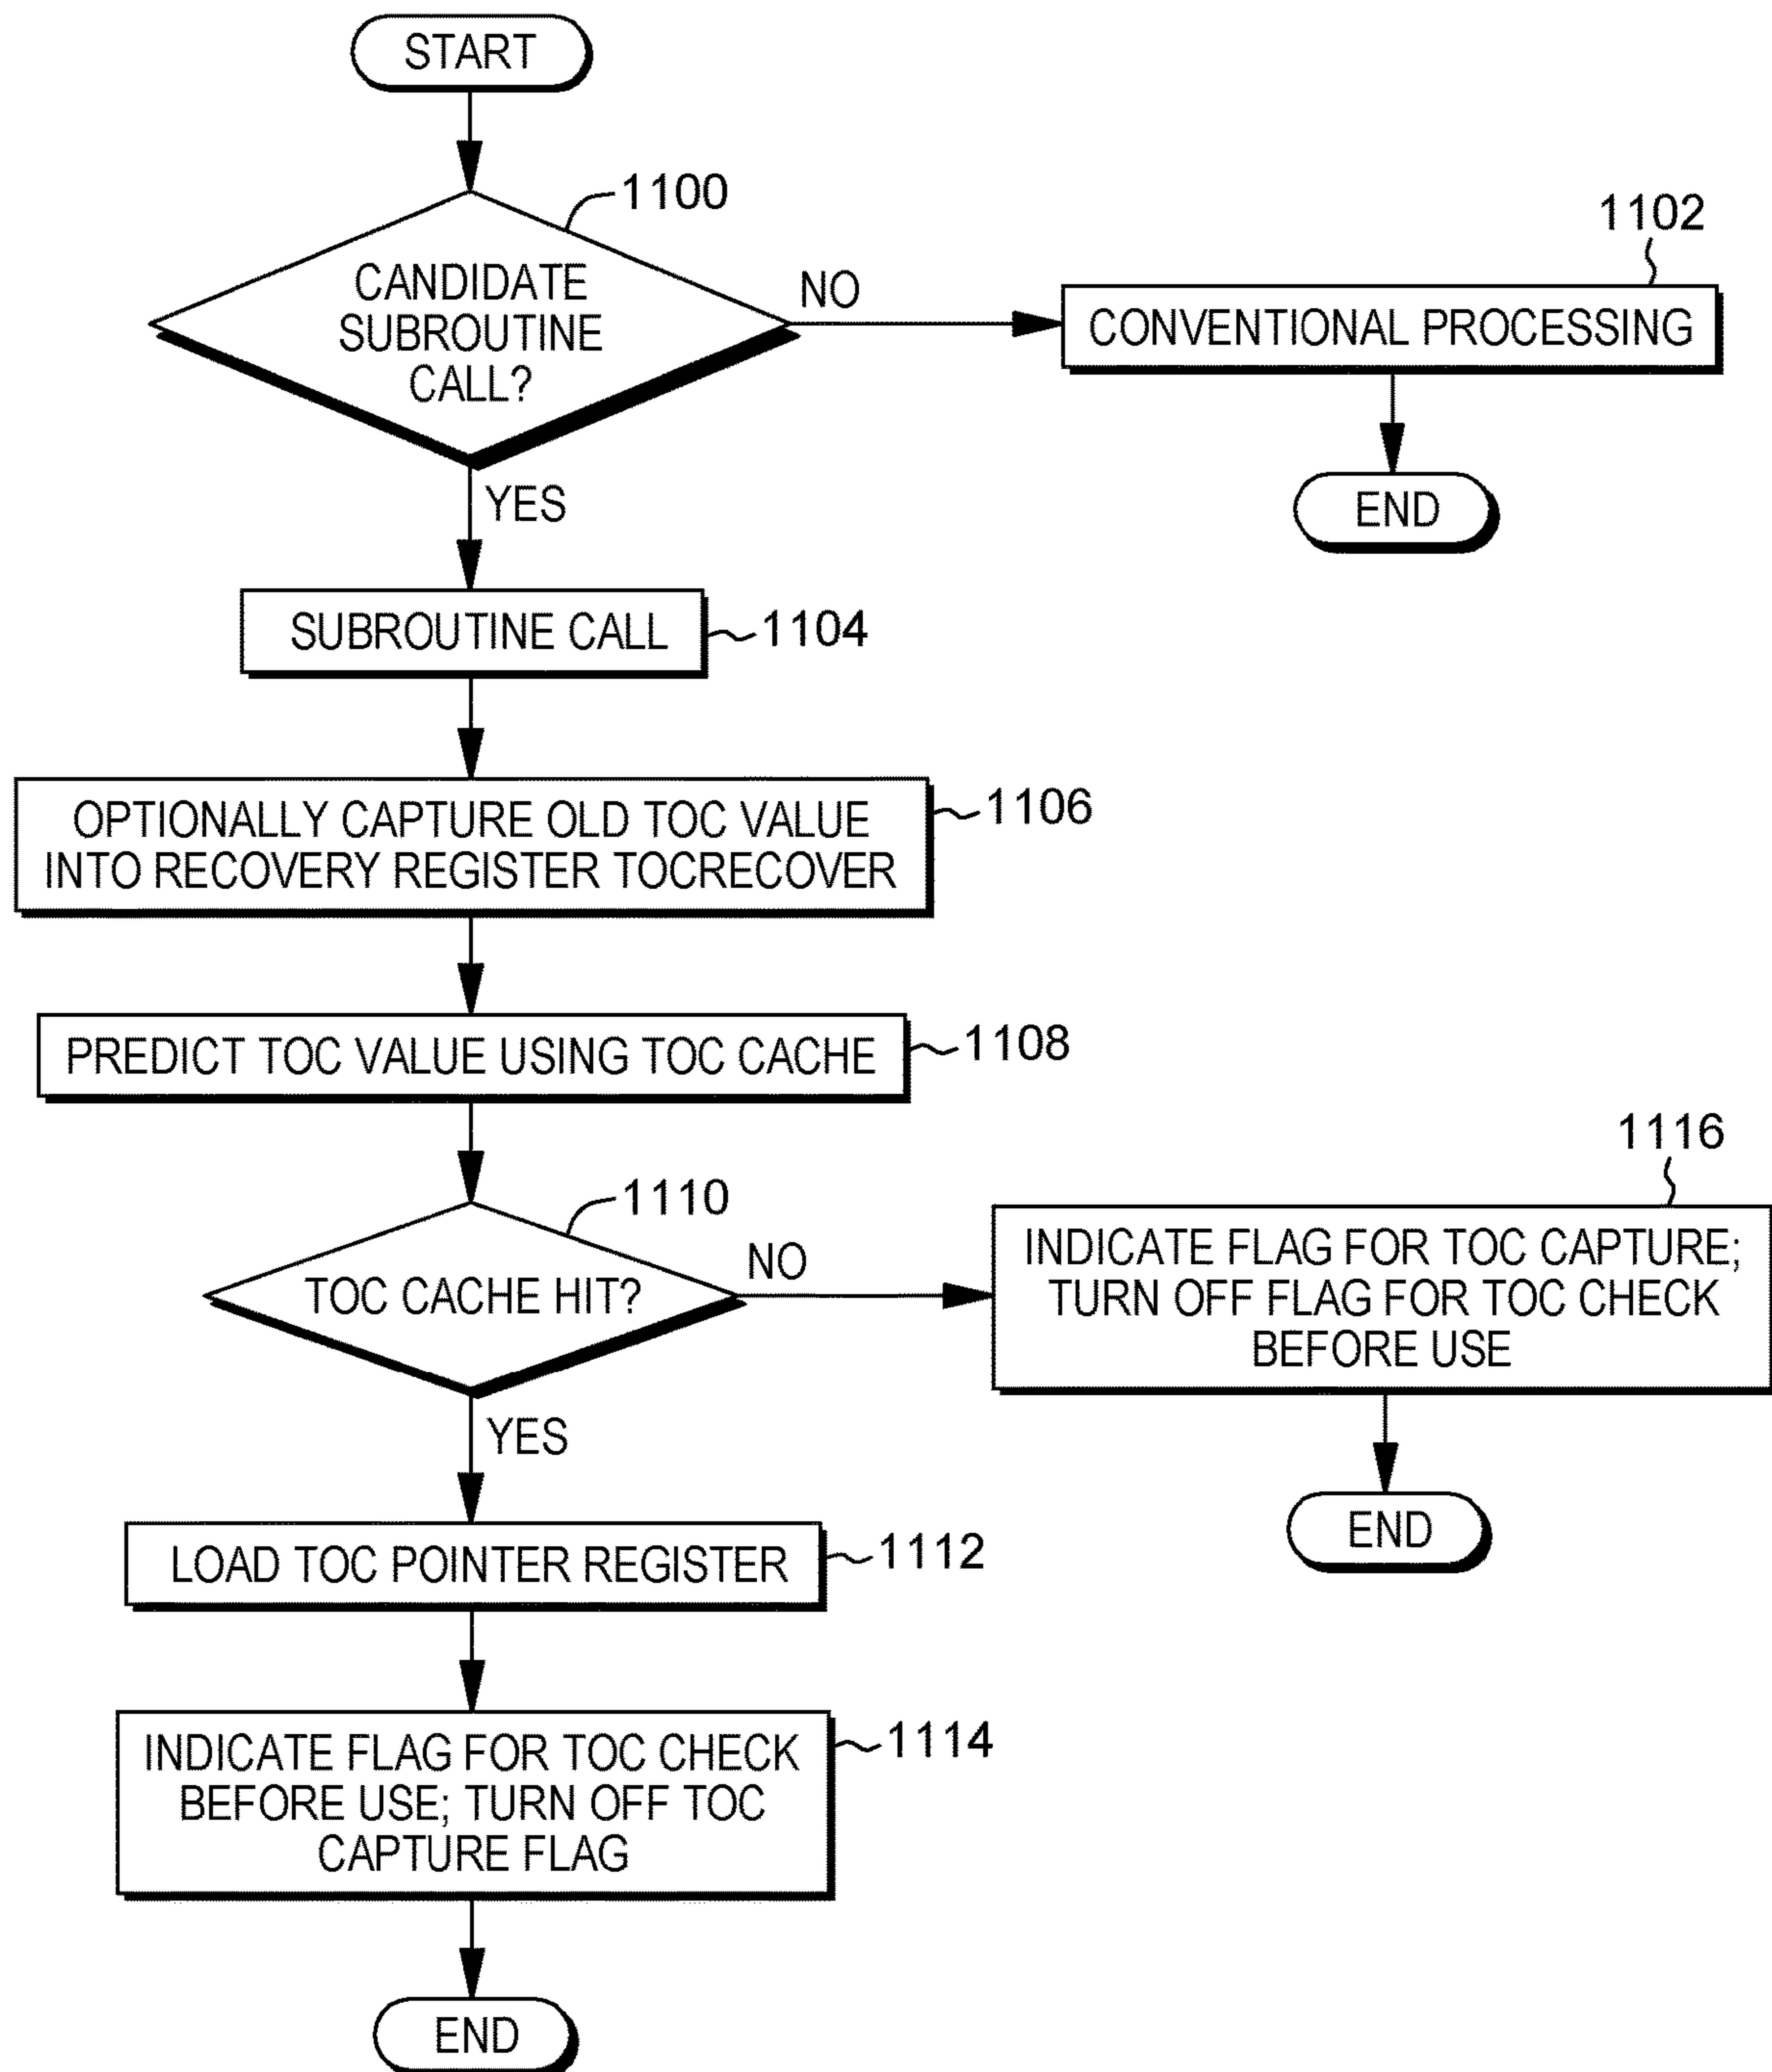 START
1100
CANDIDATE
SUBROUTINE
CALL?
NO
1102
CONVENTIONAL PROCESSING
END
YES
SUBROUTINE CALL
1104
OPTIONALLY CAPTURE OLD TOC VALUE
INTO RECOVERY REGISTER TOCRECOVER
1106
PREDICT TOC VALUE USING TOC CACHE
1108
1110
TOC CACHE HIT?
NO
1116
INDICATE FLAG FOR TOC CAPTURE;
TURN OFF FLAG FOR TOC CHECK
BEFORE USE
END
YES
LOAD TOC POINTER REGISTER
1112
INDICATE FLAG FOR TOC CHECK
BEFORE USE; TURN OFF TOC
CAPTURE FLAG
1114
END